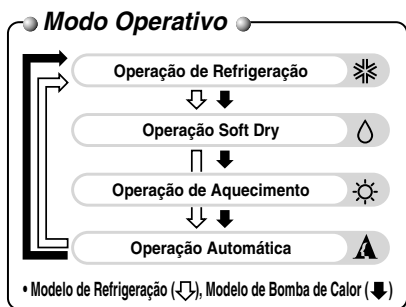 Modo Operativo
Operação de Refrigeração
Operação Soft Dry
Operação de Aquecimento
Operação Automática
• Modelo de Refrigeração (⇩), Modelo de Bomba de Calor (⬇)